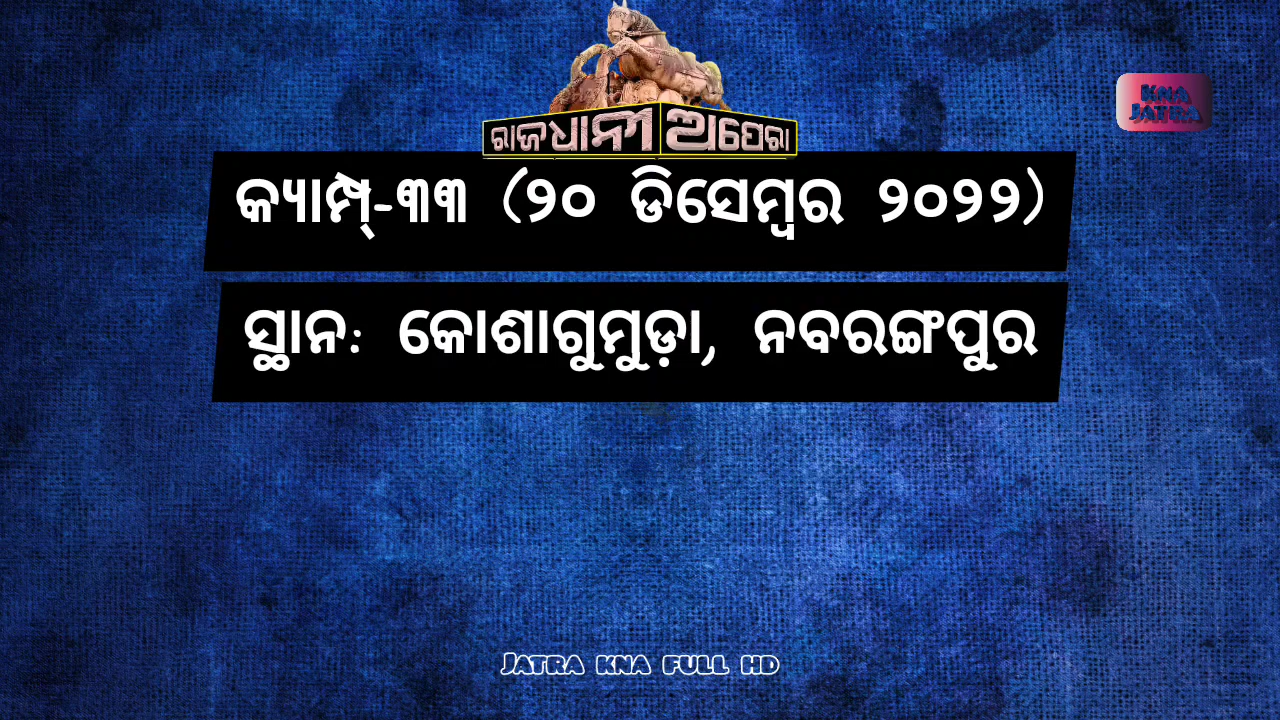 ରାଜଧାନୀ ଅପେରା
KNA
JATRA
କ୍ୟାମ୍ପ୍-୩୩ (୨୦ ଡିସେମ୍ବର ୨୦୨୨)
ସ୍ଥାନ: କୋଶାଗୁମୁଡ଼ା, ନବରଙ୍ଗପୁର
JATRA KNA FULL HD